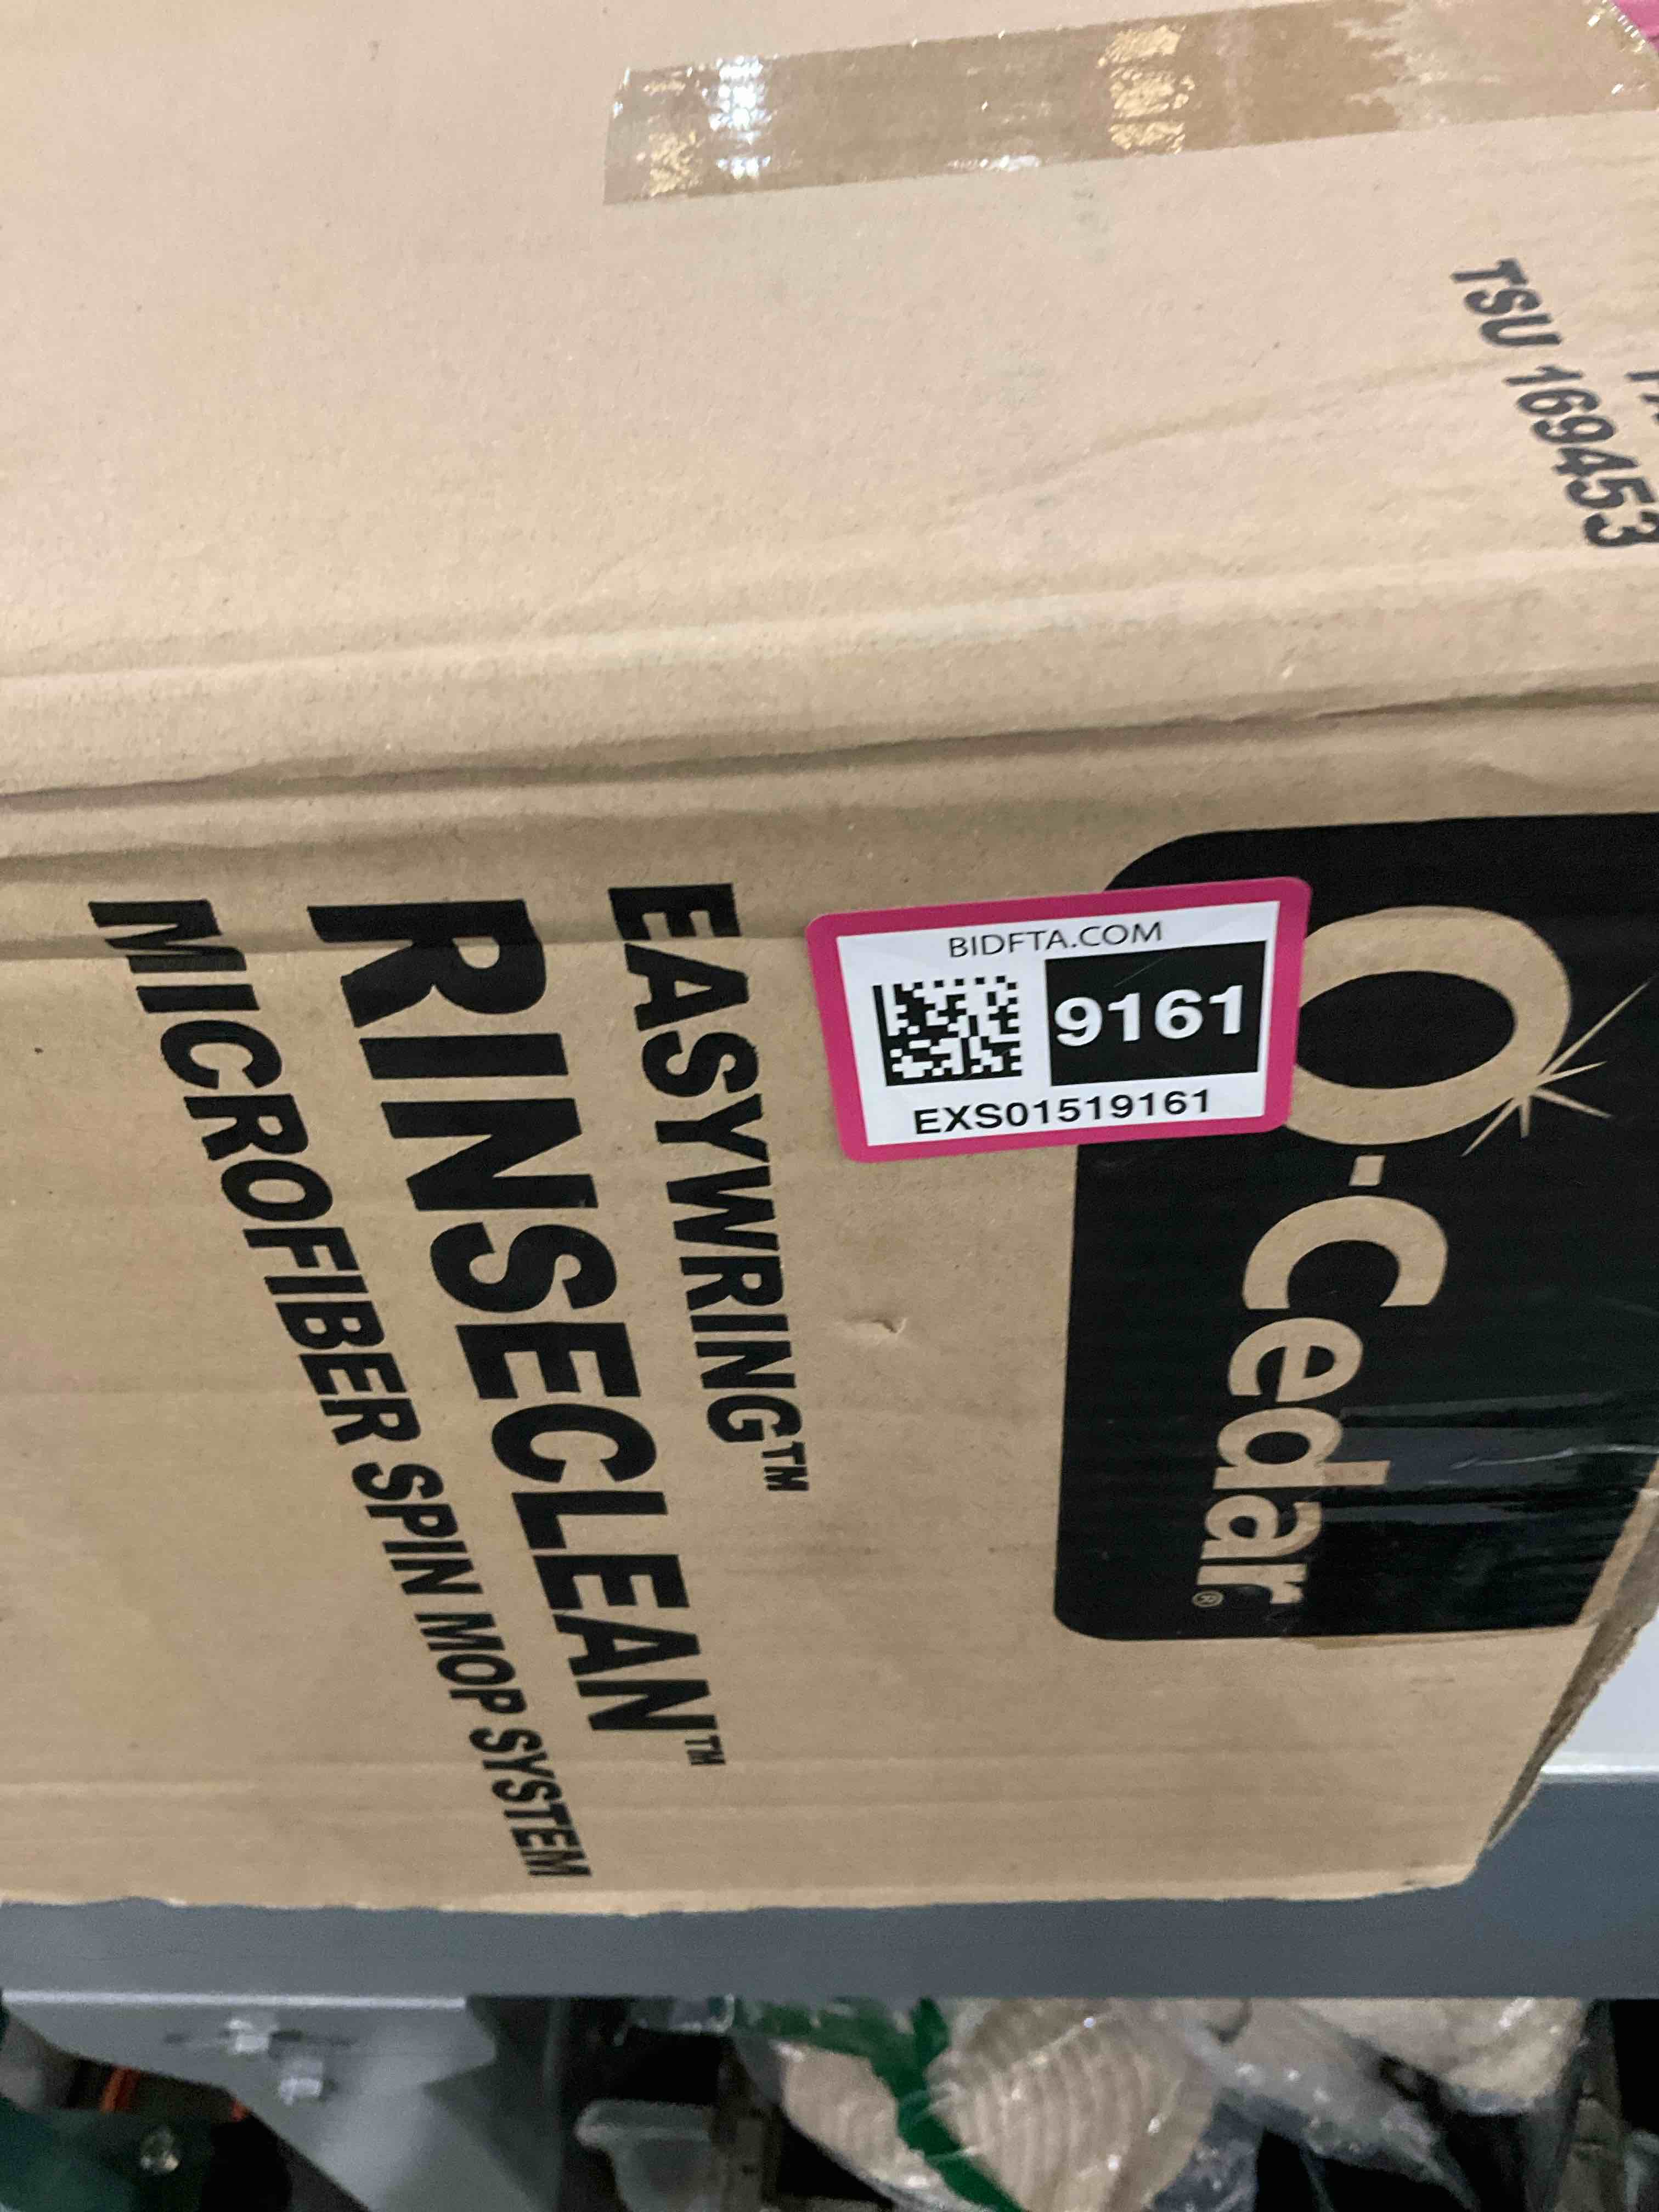 TSU 169453
O-Cedar®
EASYWRING™
RINSECLEAN™
MICROFIBER SPIN MOP SYSTEM
BIDFTA.COM
9161
EXS01519161